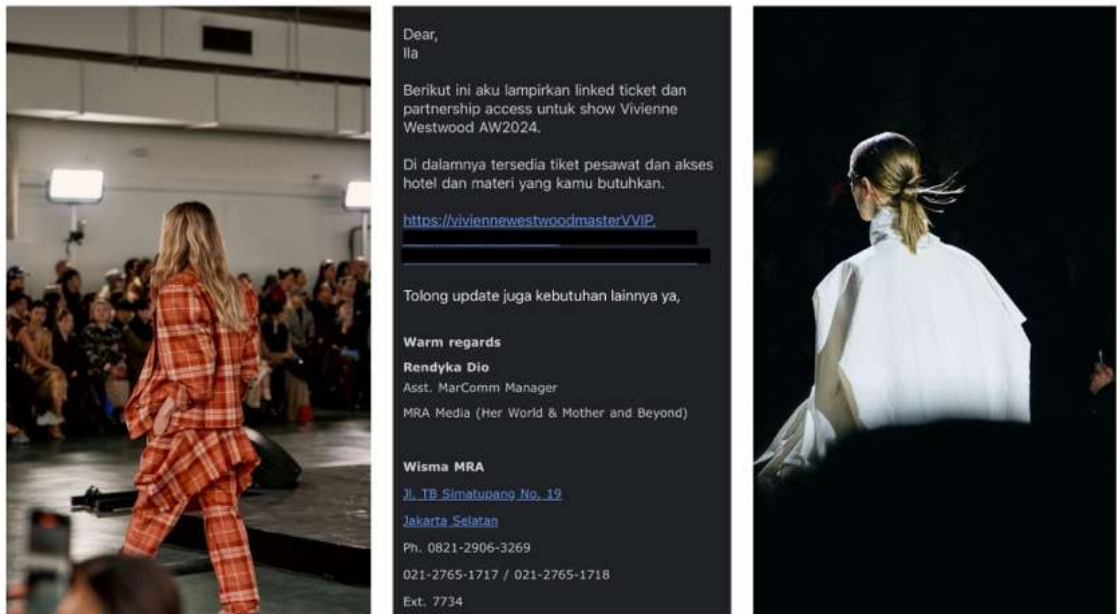 Dear,
Ila
Berikut ini aku lampirkan linked ticket dan
partnership access untuk show Vivienne
Westwood AW2024.
Di dalamnya tersedia tiket pesawat dan akses
hotel dan materi yang kamu butuhkan.
https://viviennewestwoodmasterVVIP.
Tolong update juga kebutuhan lainnya ya,
Warm regards
Rendyka Dio
Asst. MarComm Manager
MRA Media (Her World & Mother and Beyond)
Wisma MRA
Jl. TB Simatupang No. 19
Jakarta Selatan
Ph. 0821-2906-3269
021-2765-1717 / 021-2765-1718
Ext. 7734